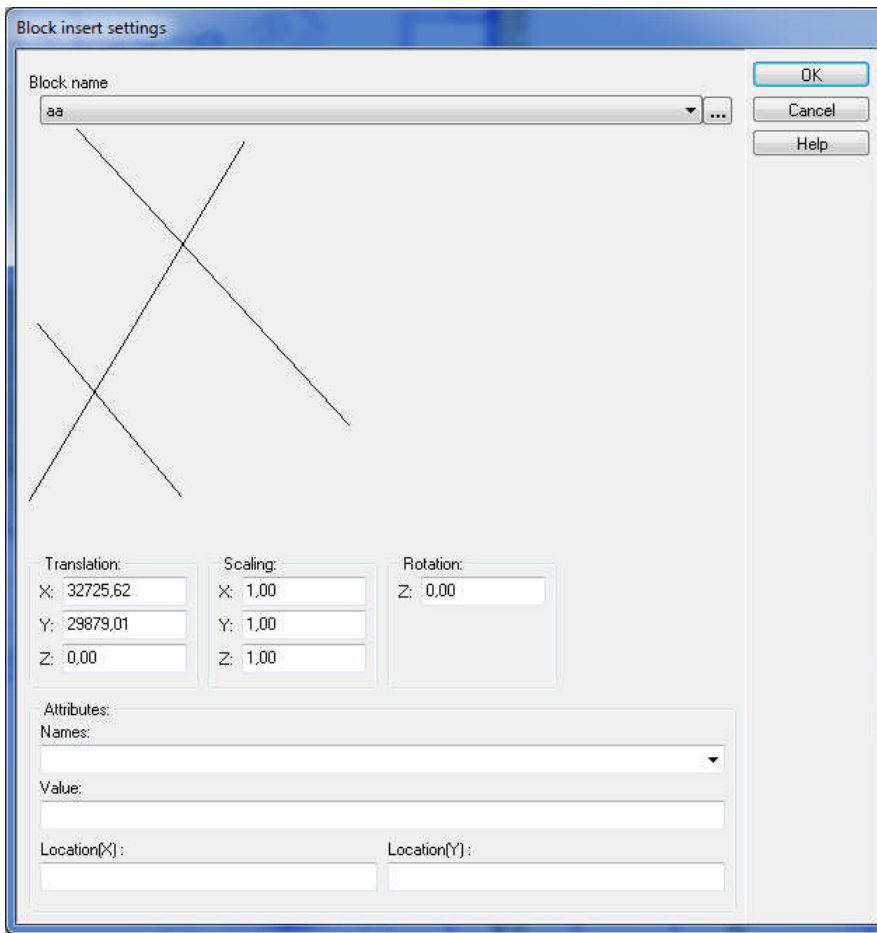 Block insert settings
Block name
aa
...
OK
Cancel
Help
Translation:
X: 32725,62
Y: 29879,01
Z: 0,00
Scaling:
X: 1,00
Y: 1,00
Z: 1,00
Rotation:
Z: 0,00
Attributes:
Names:
Value:
Location(X) :
Location(Y) :